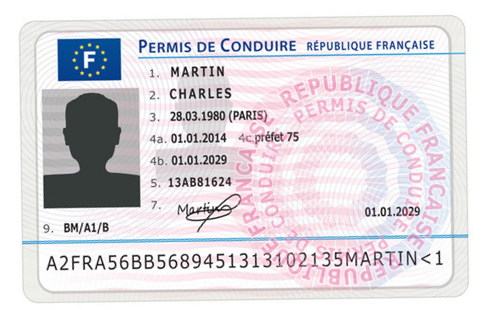 F
PERMIS DE CONDUIRE RÉPUBLIQUE FRANÇAISE
1. MARTIN
2. CHARLES
3. 28.03.1980 (PARIS)
4a. 01.01.2014 4c préfet 75
4b. 01.01.2029
5. 13AB81624
7. Martin
01.01.2029
9. BM/A1/B
A2FRA56BB5689451313102135MARTIN<1
RÉPUBLIQUE FRANÇAISE
PERMIS DE CONDUIRE